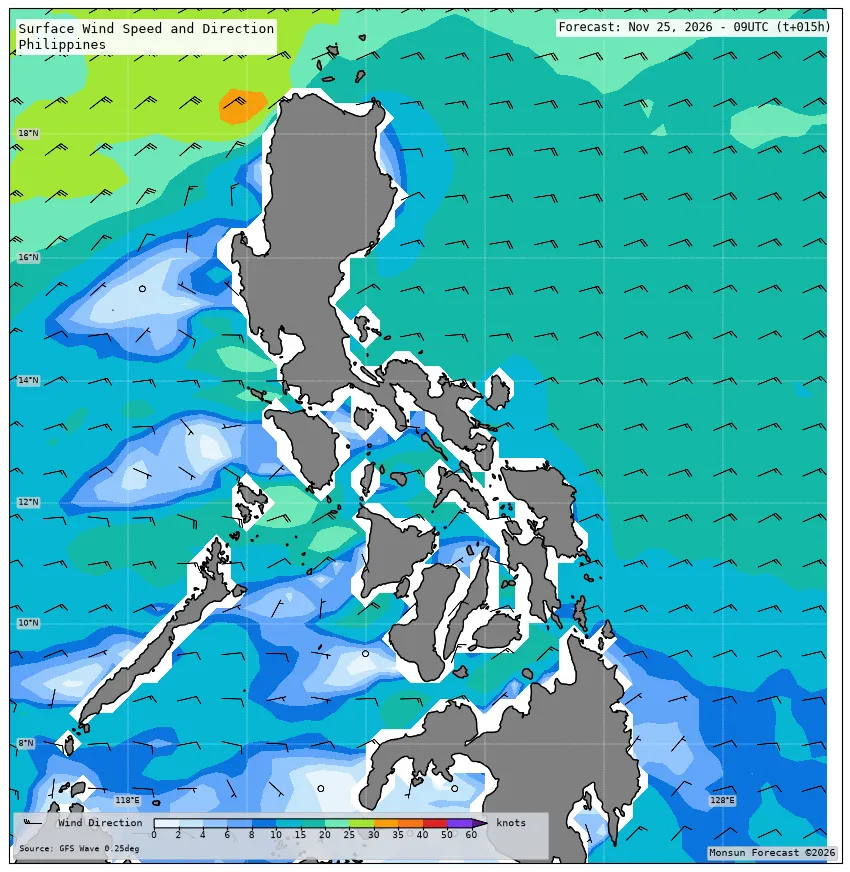 Surface Wind Speed and Direction
Philippines
Forecast: Nov 25, 2026 - 09UTC (t+015h)
18°N
16°N
14°N
12°N
10°N
8°N
118°E
128°E
Wind Direction
0 2 4 6 8 10 15 20 25 30 35 40 50 60
knots
Source: GFS Wave 0.25deg
Monsun Forecast ©2026